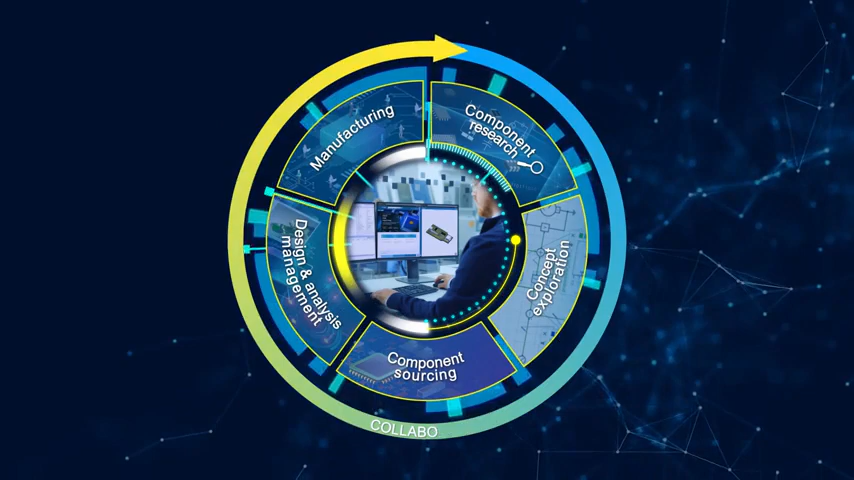 Manufacturing
Component
research
Concept
exploration
Component
sourcing
Design & analysis
management
COLLABO